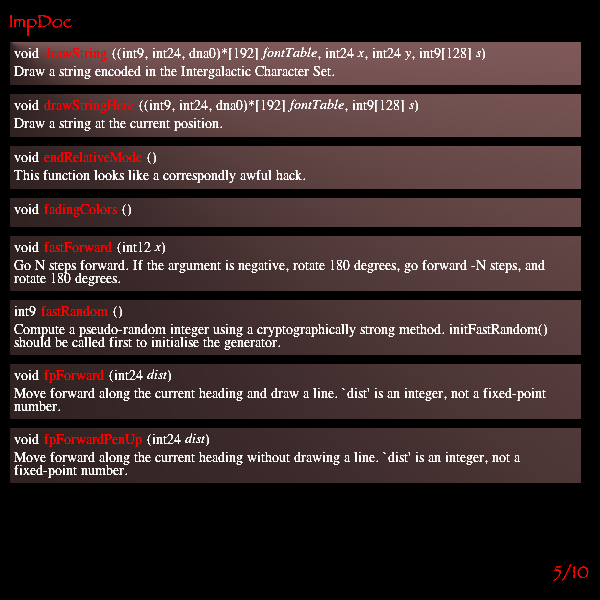 ImpDoc
void drawString ((int9, int24, dna0)*[192] fontTable, int24 x, int24 y, int9[128] s)
Draw a string encoded in the Intergalactic Character Set.
void drawStringHere ((int9, int24, dna0)*[192] fontTable, int9[128] s)
Draw a string at the current position.
void endRelativeMode ()
This function looks like a correspondly awful hack.
void fadingColors ()
void fastForward (int12 x)
Go N steps forward. If the argument is negative, rotate 180 degrees, go forward -N steps, and
rotate 180 degrees.
int9 fastRandom ()
Compute a pseudo-random integer using a cryptographically strong method. initFastRandom()
should be called first to initialise the generator.
void fpForward (int24 dist)
Move forward along the current heading and draw a line. `dist' is an integer, not a fixed-point
number.
void fpForwardPenUp (int24 dist)
Move forward along the current heading without drawing a line. `dist' is an integer, not a
fixed-point number.
5/10